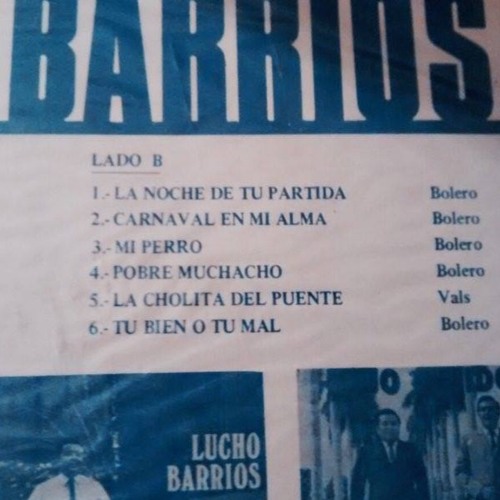 BARRIOS
LADO B
1.- LA NOCHE DE TU PARTIDA Bolero
2.- CARNAVAL EN MI ALMA Bolero
3.- MI PERRO Bolero
4.- POBRE MUCHACHO Bolero
5.- LA CHOLITA DEL PUENTE Vals
6.- TU BIEN O TU MAL Bolero
LUCHO
BARRIOS